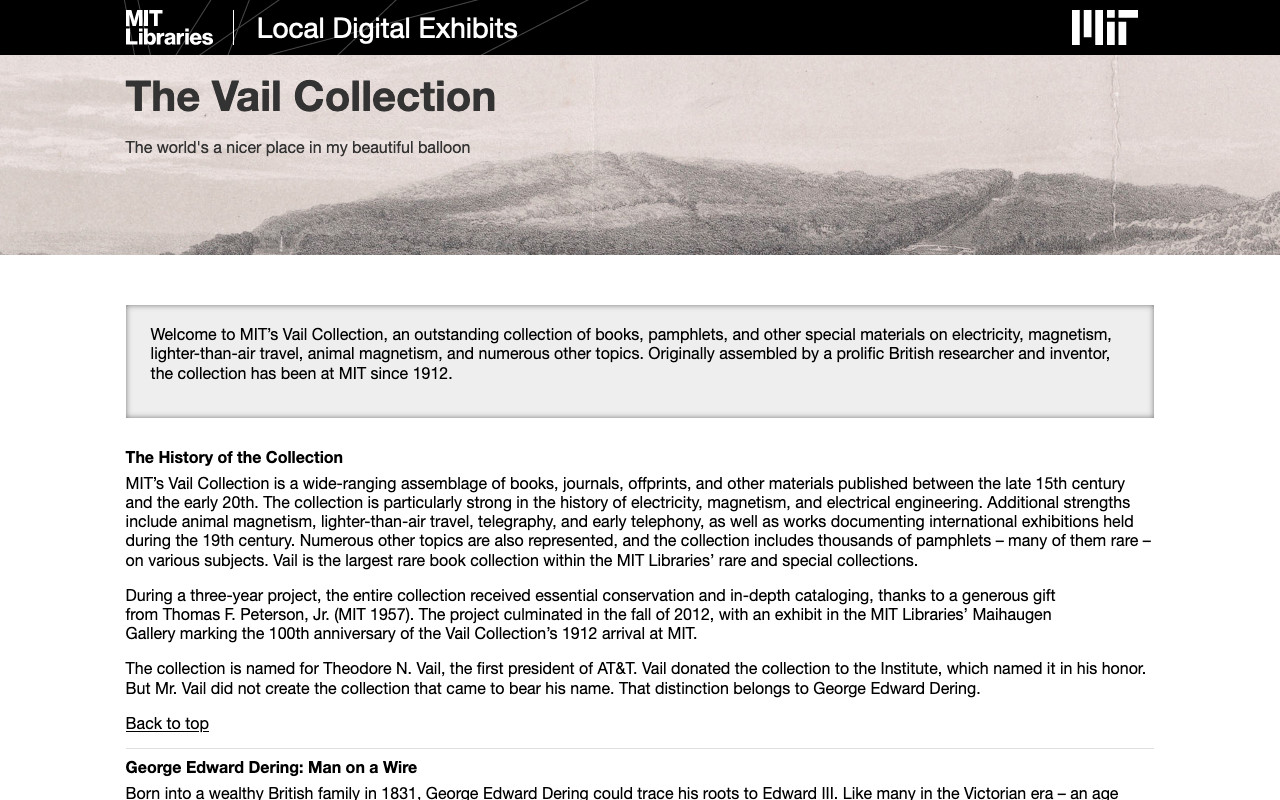 MIT
Libraries
Local Digital Exhibits
MIT
The Vail Collection
The world's a nicer place in my beautiful balloon
Welcome to MIT’s Vail Collection, an outstanding collection of books, pamphlets, and other special materials on electricity, magnetism,
lighter-than-air travel, animal magnetism, and numerous other topics. Originally assembled by a prolific British researcher and inventor,
the collection has been at MIT since 1912.
The History of the Collection
MIT’s Vail Collection is a wide-ranging assemblage of books, journals, offprints, and other materials published between the late 15th century
and the early 20th. The collection is particularly strong in the history of electricity, magnetism, and electrical engineering. Additional strengths
include animal magnetism, lighter-than-air travel, telegraphy, and early telephony, as well as works documenting international exhibitions held
during the 19th century. Numerous other topics are also represented, and the collection includes thousands of pamphlets – many of them rare –
on various subjects. Vail is the largest rare book collection within the MIT Libraries’ rare and special collections.
During a three-year project, the entire collection received essential conservation and in-depth cataloging, thanks to a generous gift
from Thomas F. Peterson, Jr. (MIT 1957). The project culminated in the fall of 2012, with an exhibit in the MIT Libraries’ Maihaugen
Gallery marking the 100th anniversary of the Vail Collection’s 1912 arrival at MIT.
The collection is named for Theodore N. Vail, the first president of AT&T. Vail donated the collection to the Institute, which named it in his honor.
But Mr. Vail did not create the collection that came to bear his name. That distinction belongs to George Edward Dering.
Back to top
George Edward Dering: Man on a Wire
Born into a wealthy British family in 1831, George Edward Dering could trace his roots to Edward III. Like many in the Victorian era – an age